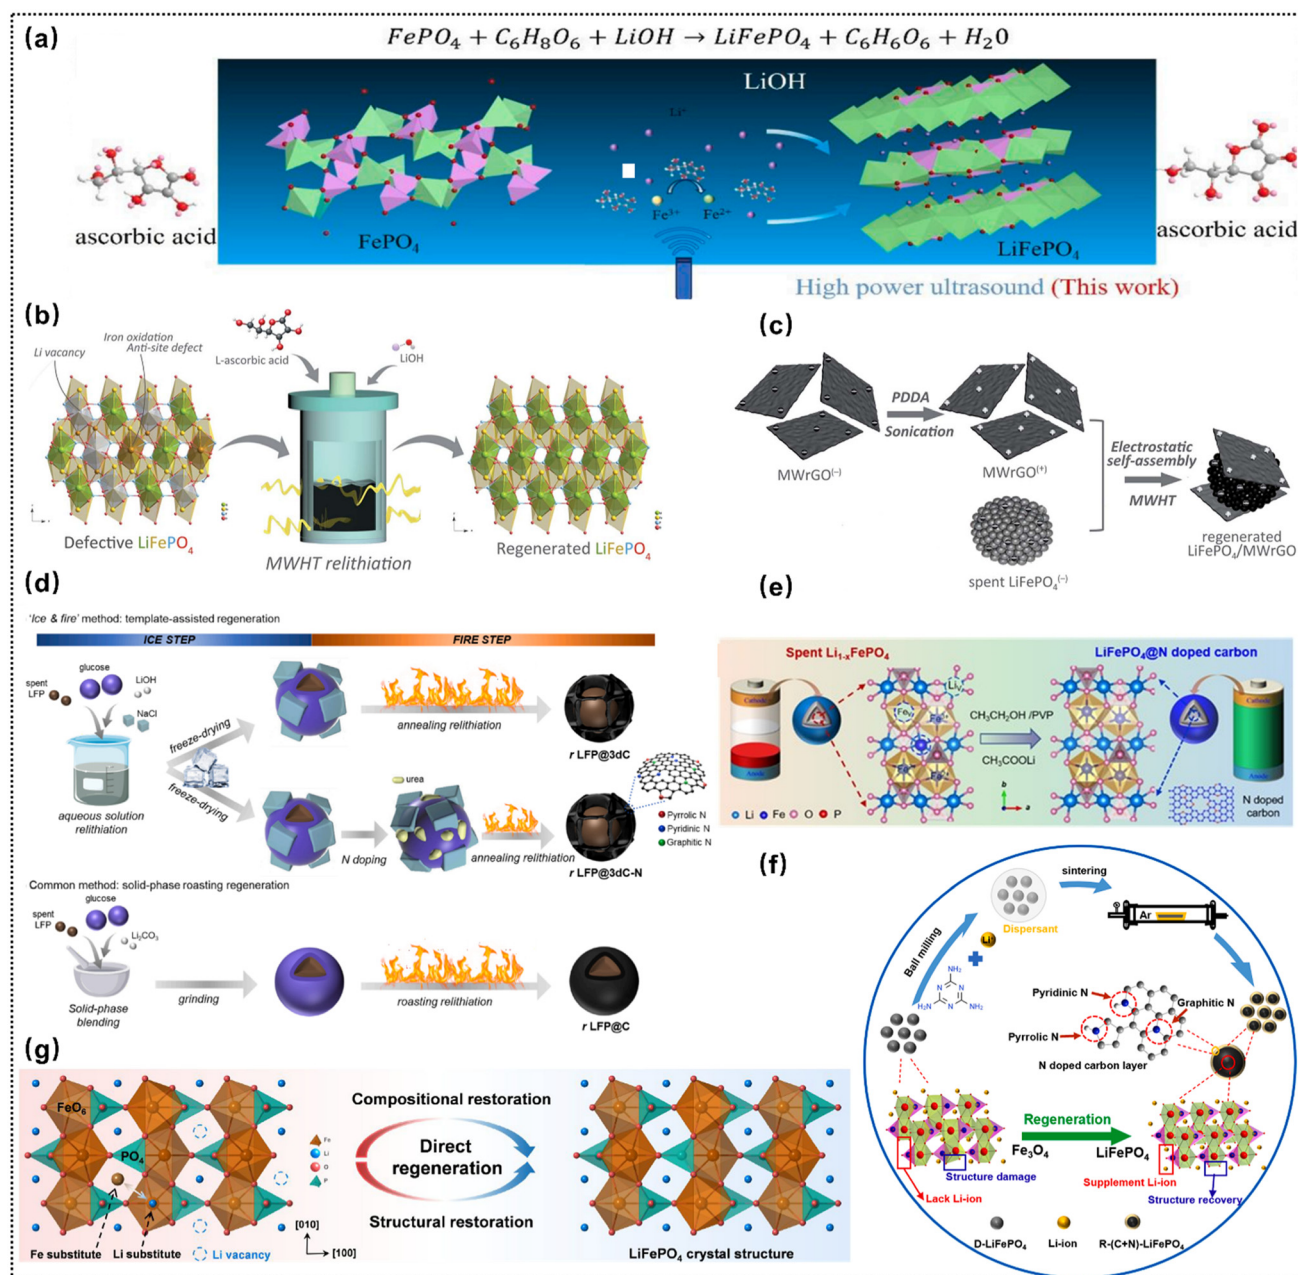 (a)
FePO₄ + C₆H₈O₆ + LiOH → LiFePO₄ + C₆H₆O₆ + H₂0
LiOH
Li⁺
Fe³⁺
Fe²⁺
ascorbic acid
FePO₄
LiFePO₄
ascorbic acid
High power ultrasound (This work)
(b)
Li vacancy
Iron oxidation
Anti-site defect
L-ascorbic acid
LiOH
Defective LiFePO₄
MWHT relithiation
Regenerated LiFePO₄
(c)
PDDA
Sonication
MWrGO⁽⁻⁾
MWrGO⁽⁺⁾
spent LiFePO₄⁽⁻⁾
Electrostatic
self-assembly
MWHT
regenerated
LiFePO₄/MWrGO
(d)
'Ice & fire' method: template-assisted regeneration
ICE STEP
FIRE STEP
spent
LFP
glucose
LiOH
NaCl
freeze-drying
freeze-drying
aqueous solution
relithiation
annealing relithiation
r LFP@3dC
urea
N doping
annealing relithiation
r LFP@3dC-N
Pyrrolic N
Pyridinic N
Graphitic N
Common method: solid-phase roasting regeneration
spent
LFP
glucose
Li₂CO₃
Solid-phase
blending
grinding
roasting relithiation
r LFP@C
(e)
Spent Li₁₋ₓFePO₄
LiFePO₄@N doped carbon
Cathode
Anode
CH₃CH₂OH /PVP
CH₃COOLi
b
a
Cathode
Anode
N doped
carbon
Li Fe O P
(f)
sintering
Ar
Dispersant
Ball milling
Li
NH₂
H₂N
NH₂
N
N
N
Pyridinic N
Graphitic N
Pyrrolic N
N doped carbon layer
Regeneration
Fe₃O₄
LiFePO₄
Structure damage
Lack Li-ion
Supplement Li-ion
Structure recovery
D-LiFePO₄
Li-ion
R-(C+N)-LiFePO₄
(g)
FeO₆
PO₄
Fe
Li
O
P
Fe substitute
Li substitute
Li vacancy
[010]
[100]
Compositional restoration
Direct
regeneration
Structural restoration
LiFePO₄ crystal structure